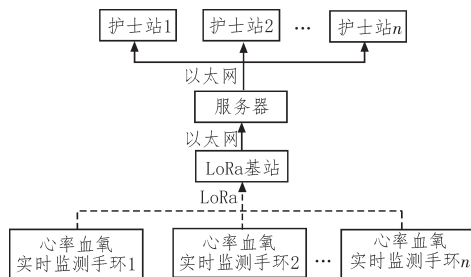 护士站1 护士站2 … 护士站n
以太网
服务器
以太网
LoRa基站
LoRa
心率血氧 心率血氧 心率血氧
实时监测手环1 实时监测手环2 … 实时监测手环n